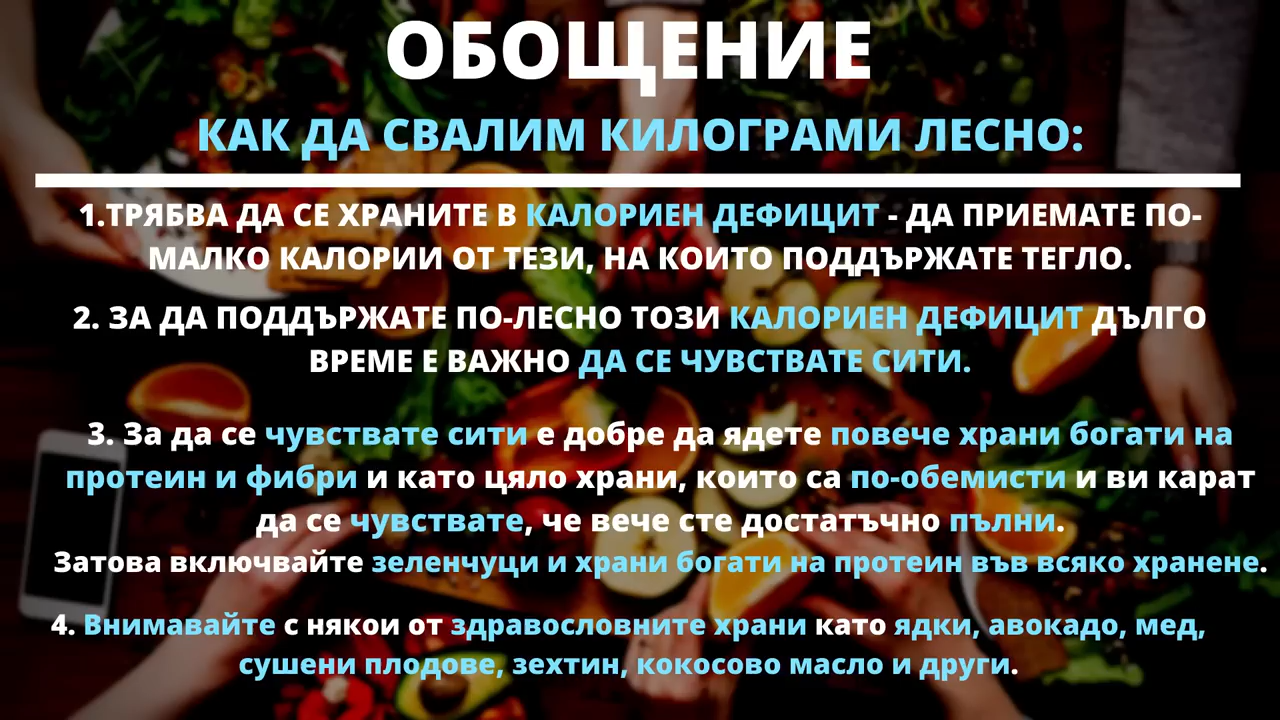 ОБОЩЕНИЕ
КАК ДА СВАЛИМ КИЛОГРАМИ ЛЕСНО:
1.ТРЯБВА ДА СЕ ХРАНИТЕ В КАЛОРИЕН ДЕФИЦИТ - ДА ПРИЕМАТЕ ПО-
МАЛКО КАЛОРИИ ОТ ТЕЗИ, НА КОИТО ПОДДЪРЖАТЕ ТЕГЛО.
2. ЗА ДА ПОДДЪРЖАТЕ ПО-ЛЕСНО ТОЗИ КАЛОРИЕН ДЕФИЦИТ ДЪЛГО
ВРЕМЕ Е ВАЖНО ДА СЕ ЧУВСТВАТЕ СИТИ.
3. За да се чувствате сити е добре да ядете повече храни богати на
протеин и фибри и като цяло храни, които са по-обемисти и ви карат
да се чувствате, че вече сте достатъчно пълни.
Затова включвайте зеленчуци и храни богати на протеин във всяко хранене.
4. Внимавайте с някои от здравословните храни като ядки, авокадо, мед,
сушени плодове, зехтин, кокосово масло и други.